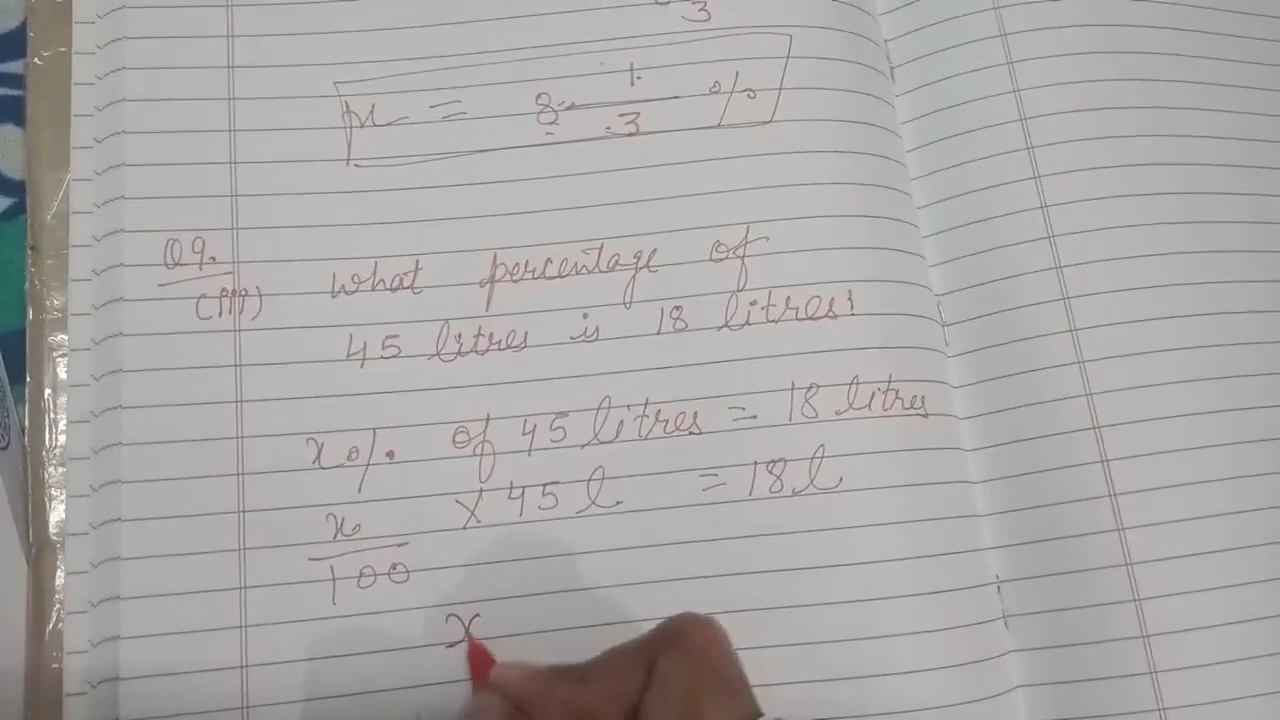 3
x = 8 1/3 %
Q9. What percentage of
(PPP) 45 litres is 18 litres?
x% of 45 litres = 18 litres
x/100 × 45 l = 18 l
x